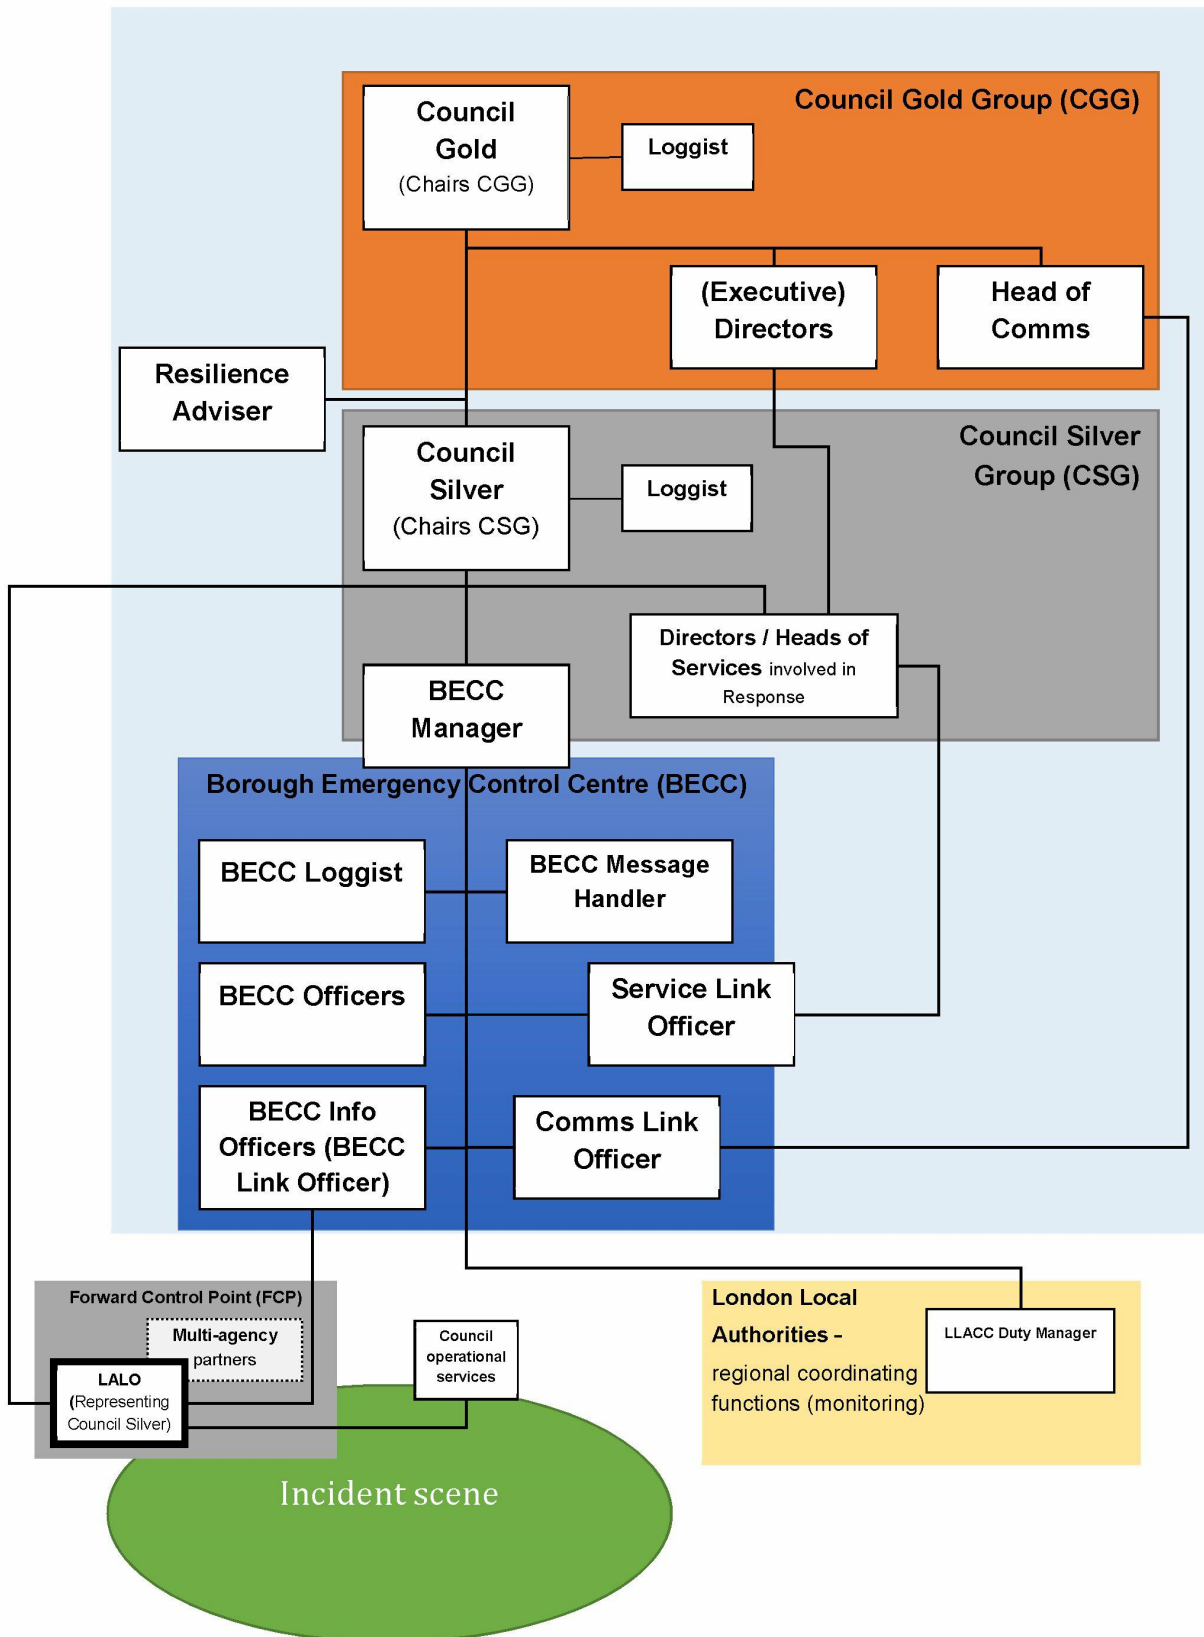 Council Gold Group (CGG)
Council
Gold
(Chairs CGG)
Loggist
(Executive)
Directors
Head of
Comms
Resilience
Adviser
Council Silver
Group (CSG)
Council
Silver
(Chairs CSG)
Loggist
Directors / Heads of
Services involved in
Response
BECC
Manager
Borough Emergency Control Centre (BECC)
BECC Loggist
BECC Message
Handler
BECC Officers
Service Link
Officer
BECC Info
Officers (BECC
Link Officer)
Comms Link
Officer
Forward Control Point (FCP)
Multi-agency
partners
LALO
(Representing
Council Silver)
Council
operational
services
London Local
Authorities -
regional coordinating
functions (monitoring)
LLACC Duty Manager
Incident scene